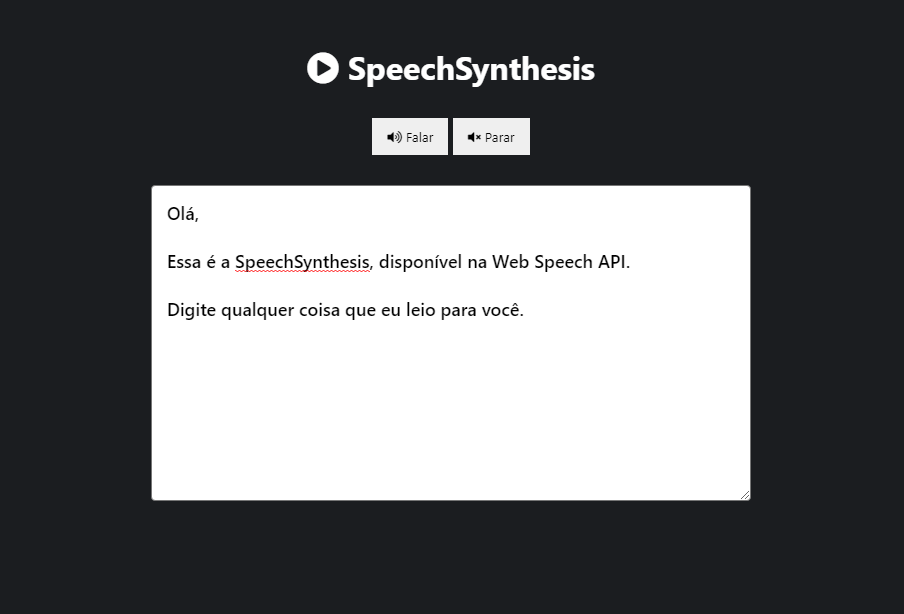 SpeechSynthesis
Falar
Parar
Olá,
Essa é a SpeechSynthesis, disponível na Web Speech API.
Digite qualquer coisa que eu leio para você.